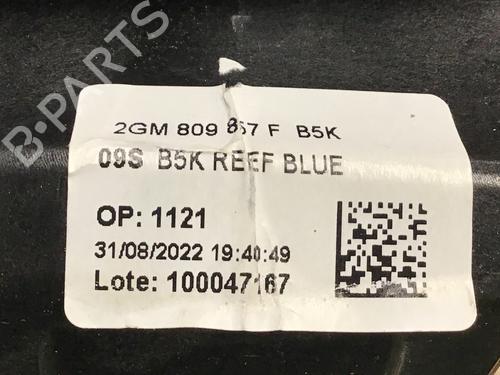 B-PARTS
2GM 809 857 F B5K
09S B5K REEF BLUE
OP: 1121
31/08/2022 19:40:49
Lote: 100047167